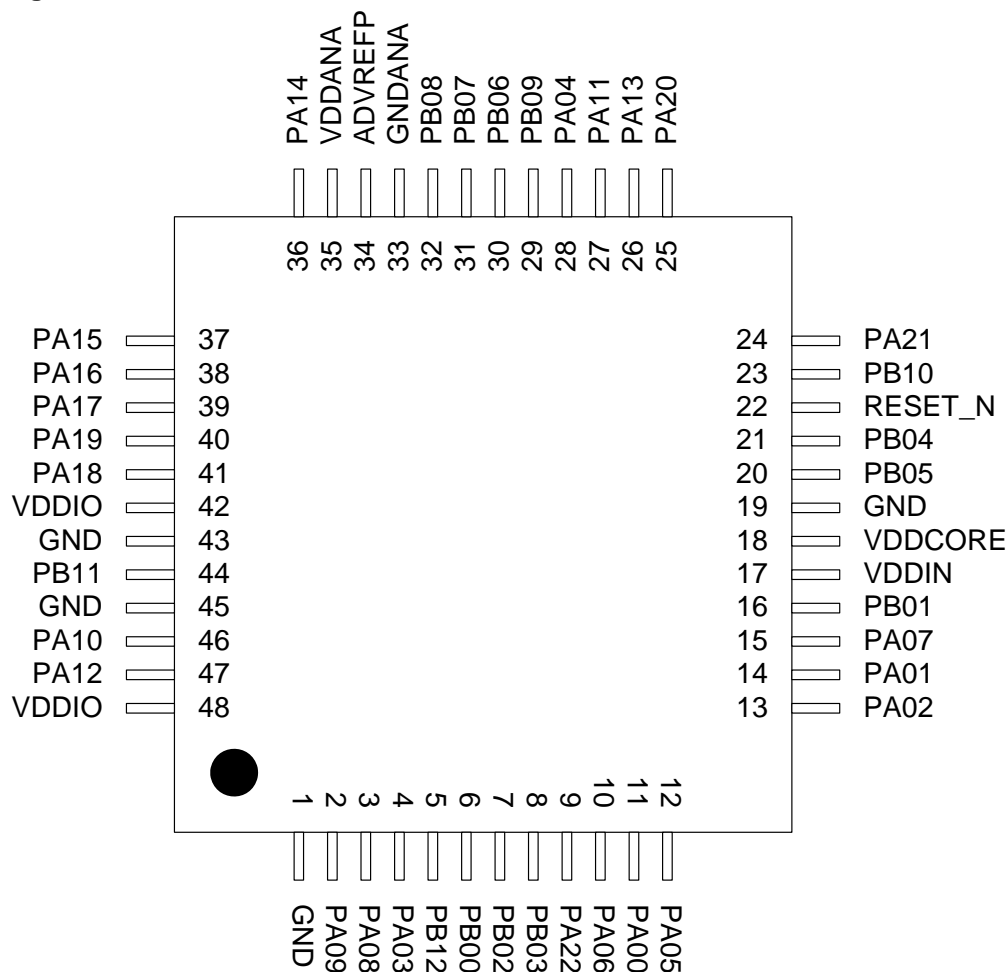 PA14 VDDANA ADVREFP GNDANA PB08 PB07 PB06 PB09 PA04 PA11 PA13 PA20
36 35 34 33 32 31 30 29 28 27 26 25
PA15 37 24 PA21
PA16 38 23 PB10
PA17 39 22 RESET_N
PA19 40 21 PB04
PA18 41 20 PB05
VDDIO 42 19 GND
GND 43 18 VDDCORE
PB11 44 17 VDDIN
GND 45 16 PB01
PA10 46 15 PA07
PA12 47 14 PA01
VDDIO 48 13 PA02
1 2 3 4 5 6 7 8 9 10 11 12
GND PA09 PA08 PA03 PB12 PB00 PB02 PB03 PA22 PA06 PA00 PA05